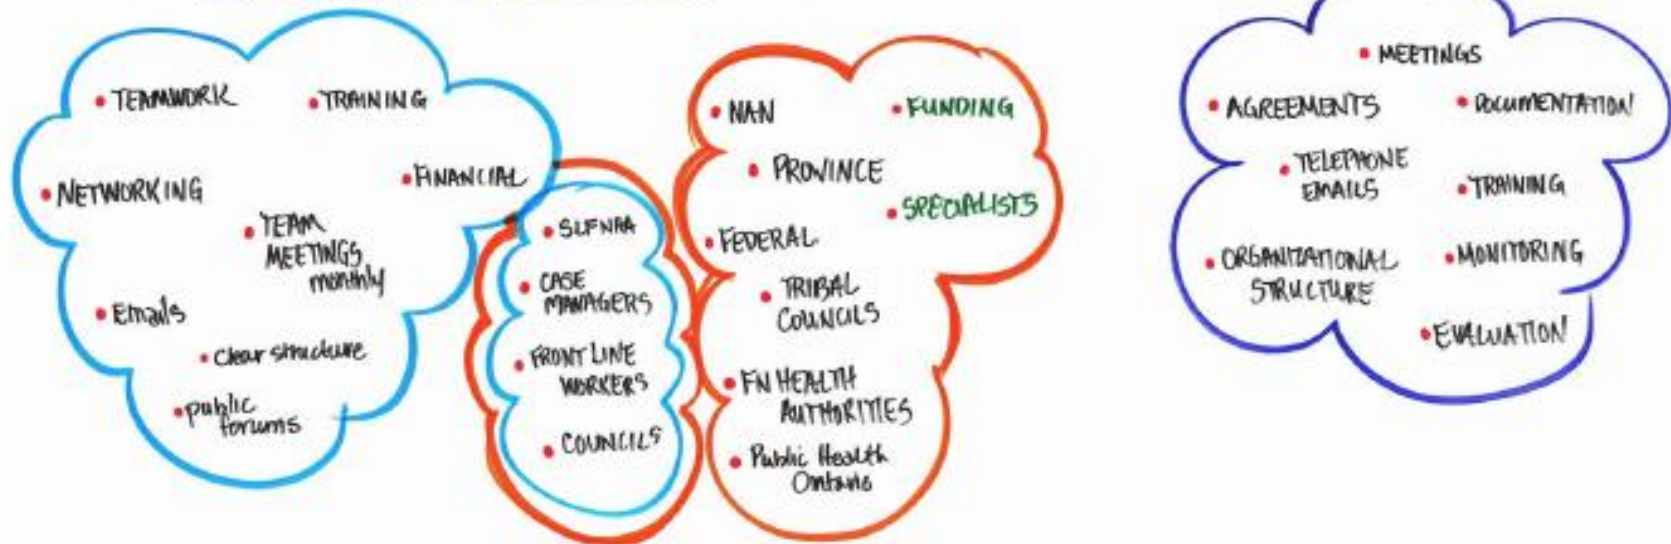 • TEAMWORK
• TRAINING
• NETWORKING
• FINANCIAL
• TEAM
MEETINGS
monthly
• Emails
• Clear structure
• public
forums
• SLFNHA
• CASE
MANAGERS
• FRONT LINE
WORKERS
• COUNCILS
• NAN
• FUNDING
• PROVINCE
• SPECIALISTS
• FEDERAL
• TRIBAL
COUNCILS
• FN HEALTH
AUTHORITIES
• Public Health
Ontario
• MEETINGS
• AGREEMENTS
• DOCUMENTATION
• TELEPHONE
EMAILS
• TRAINING
• ORGANIZATIONAL
STRUCTURE
• MONITORING
• EVALUATION